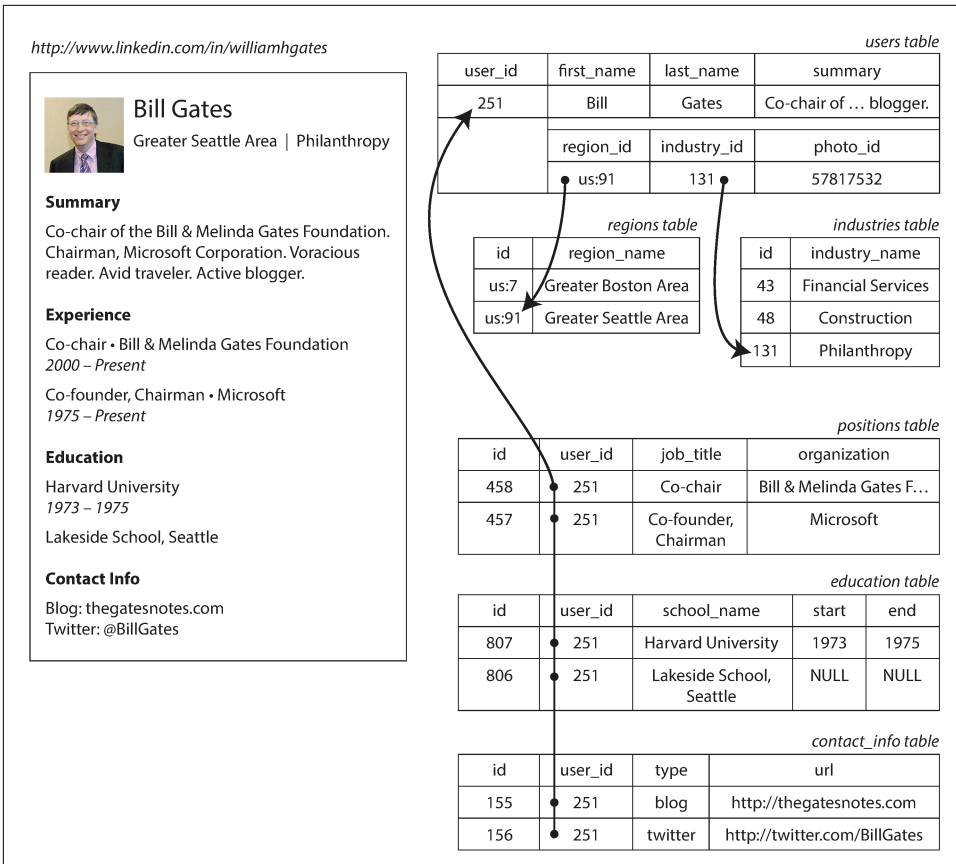 http://www.linkedin.com/in/williamhgates
Bill Gates
Greater Seattle Area | Philanthropy
Summary
Co-chair of the Bill & Melinda Gates Foundation.
Chairman, Microsoft Corporation. Voracious
reader. Avid traveler. Active blogger.
Experience
Co-chair • Bill & Melinda Gates Foundation
2000 – Present
Co-founder, Chairman • Microsoft
1975 – Present
Education
Harvard University
1973 – 1975
Lakeside School, Seattle
Contact Info
Blog: thegatesnotes.com
Twitter: @BillGates
users table
user_id first_name last_name summary
251 Bill Gates Co-chair of … blogger.
region_id industry_id photo_id
us:91 131 57817532
regions table
id region_name
us:7 Greater Boston Area
us:91 Greater Seattle Area
industries table
id industry_name
43 Financial Services
48 Construction
131 Philanthropy
positions table
id user_id job_title organization
458 251 Co-chair Bill & Melinda Gates F…
457 251 Co-founder, Microsoft
Chairman
education table
id user_id school_name start end
807 251 Harvard University 1973 1975
806 251 Lakeside School, NULL NULL
Seattle
contact_info table
id user_id type url
155 251 blog http://thegatesnotes.com
156 251 twitter http://twitter.com/BillGates